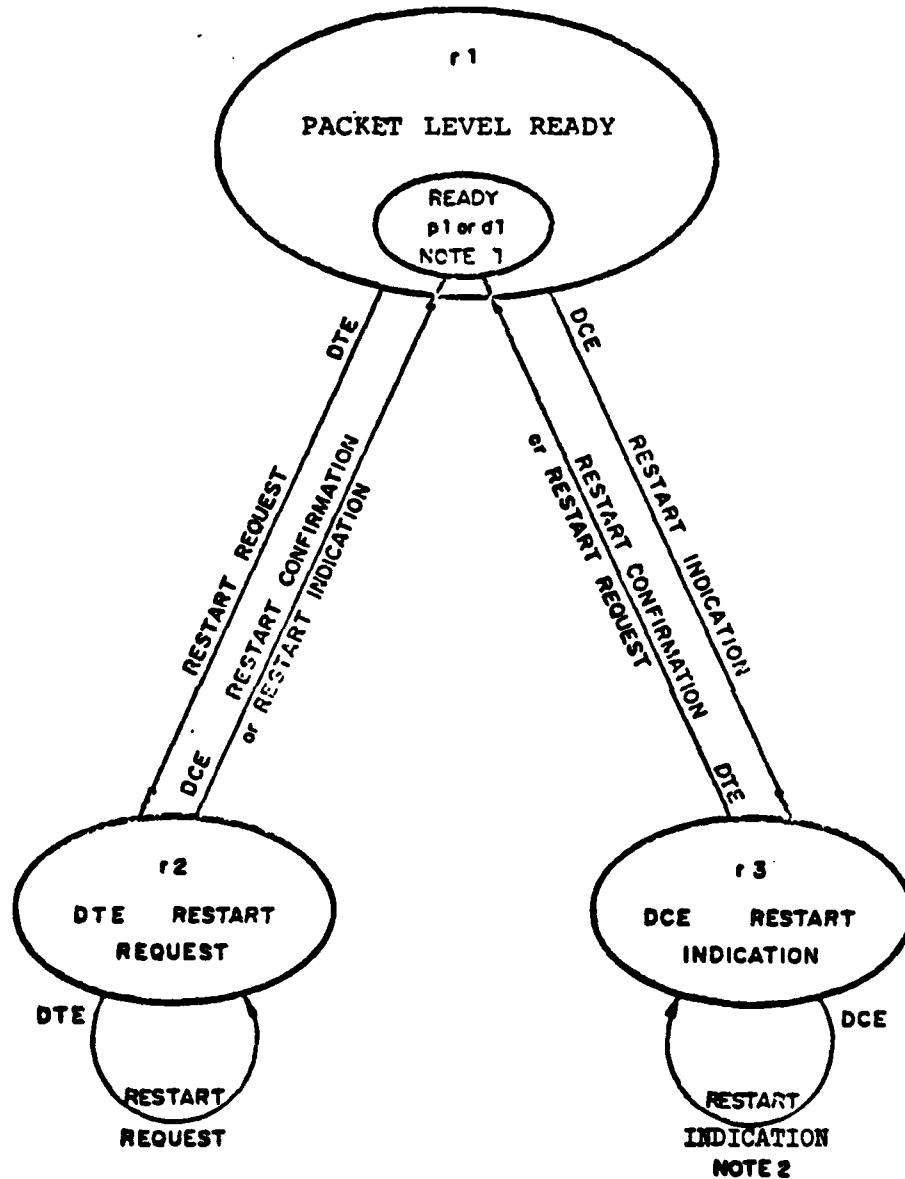 r1
PACKET LEVEL READY
READY
p1 or d1
NOTE 1
DTE
RESTART REQUEST
DCE
RESTART CONFIRMATION
or RESTART INDICATION
DCE
RESTART INDICATION
DTE
RESTART CONFIRMATION
or RESTART REQUEST
r2
DTE RESTART
REQUEST
DTE
RESTART
REQUEST
r3
DCE RESTART
INDICATION
DCE
RESTART
INDICATION
NOTE 2